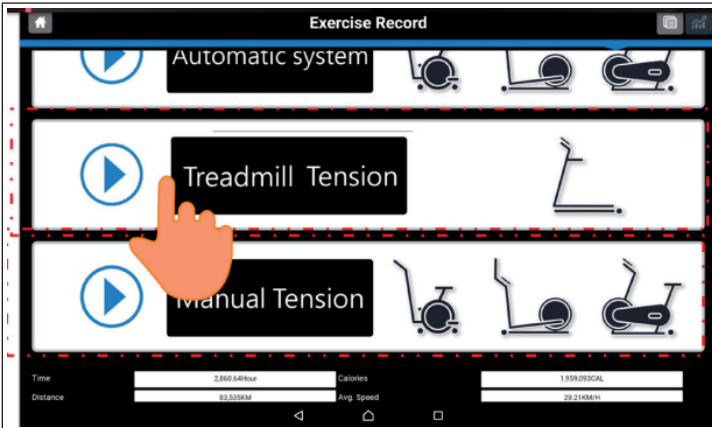 Exercise Record
Automatic system
Treadmill Tension
Manual Tension
Time 2,860.64Hour Calories 1,959,093CAL
Distance 83,535KM Avg. Speed 29.21KM/H